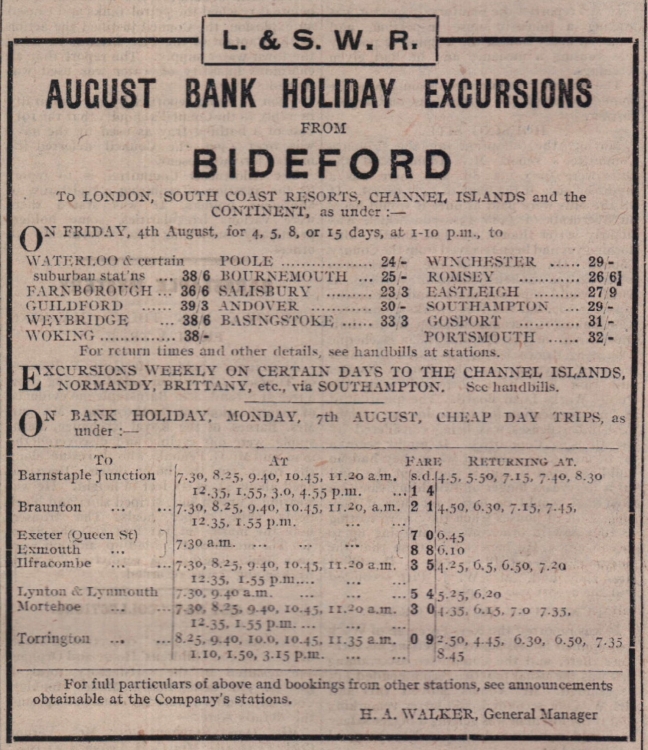 L. & S. W. R.
AUGUST BANK HOLIDAY EXCURSIONS
FROM
BIDEFORD
To LONDON, SOUTH COAST RESORTS, CHANNEL ISLANDS and the
CONTINENT, as under :—
ON FRIDAY, 4th August, for 4, 5, 8, or 15 days, at 1-10 p.m., to
WATERLOO & certain
suburban stat'ns ... 38/6
FARNBOROUGH ... 36/6
GUILDFORD ... 39/3
WEYBRIDGE ... 38/6
WOKING ............... 38/-
POOLE ............... 24/-
BOURNEMOUTH ... 25/-
SALISBURY ............ 23/3
ANDOVER ............ 30/-
BASINGSTOKE ...... 33/3
WINCHESTER ...... 29/-
ROMSEY ............ 26/6½
EASTLEIGH ......... 27/9
SOUTHAMPTON ... 29/-
GOSPORT ............ 31/-
PORTSMOUTH ...... 32/-
For return times and other details, see handbills at stations.
EXCURSIONS WEEKLY ON CERTAIN DAYS TO THE CHANNEL ISLANDS,
NORMANDY, BRITTANY, etc., via SOUTHAMPTON. See handbills.
ON BANK HOLIDAY, MONDAY, 7th AUGUST, CHEAP DAY TRIPS, as
under :—
To AT FARE RETURNING AT.
Barnstaple Junction 7.30, 8.25, 9.40, 10.45, 11.20 a.m. s.d. 4.5, 5.50, 7.15, 7.40, 8.30
12.35, 1.55, 3.0, 4.55 p.m. ... 1 4
Braunton ... ... 7.30, 8.25, 9.40, 10.45, 11.20, a.m. 2 1 4.50, 6.30, 7.15, 7.45,
12.35, 1.55 p.m. ... ...
Exeter (Queen St) 7.30 a.m. ... ... ... 7 0 6.45
Exmouth ... 8 8 6.10
Ilfracombe ... ... 7.30, 8.25, 9.40, 10.45, 11.20 a.m. 3 5 4.25, 6.5, 6.50, 7.20
12.35, 1.55 p.m.... ... ...
Lynton & Lynmouth 7.30, 9.40 a.m. ... ... ... 5 4 5.25, 6.20
Mortehoe ... ... 7.30, 8.25, 9.40, 10.45, 11.20 a.m. 3 0 4.35, 6.15, 7.0 7.35,
12.35, 1.55 p.m. ... ... ...
Torrington ... ... 8.25, 9.40, 10.0, 10.45, 11.35 a.m. 0 9 2.50, 4.45, 6.30, 6.50, 7.35
1.10, 1.50, 3.15 p.m. ... ... 8.45
For full particulars of above and bookings from other stations, see announcements
obtainable at the Company's stations.
H. A. WALKER, General Manager